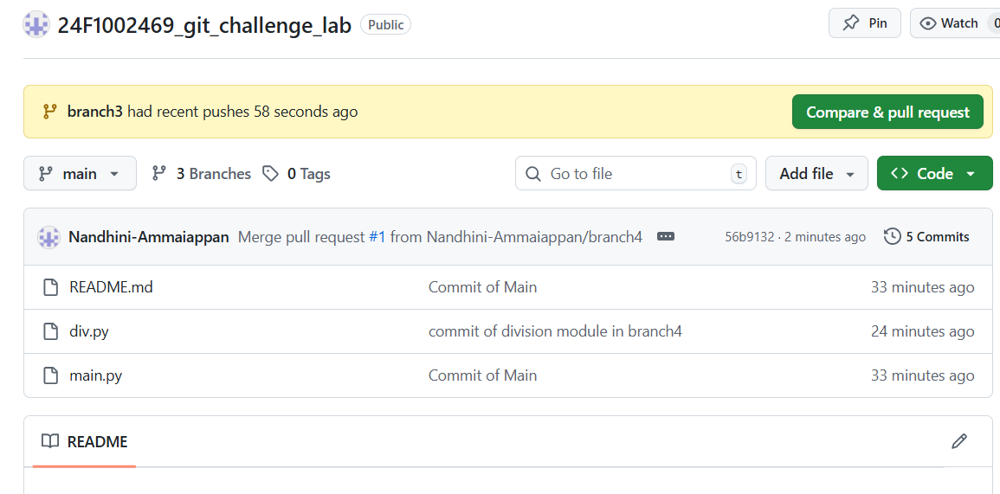 24F1002469_git_challenge_lab Public Pin Watch 0
branch3 had recent pushes 58 seconds ago Compare & pull request
main 3 Branches 0 Tags Go to file t Add file Code
Nandhini-Ammaiappan Merge pull request #1 from Nandhini-Ammaiappan/branch4 56b9132 · 2 minutes ago 5 Commits
README.md Commit of Main 33 minutes ago
div.py commit of division module in branch4 24 minutes ago
main.py Commit of Main 33 minutes ago
README